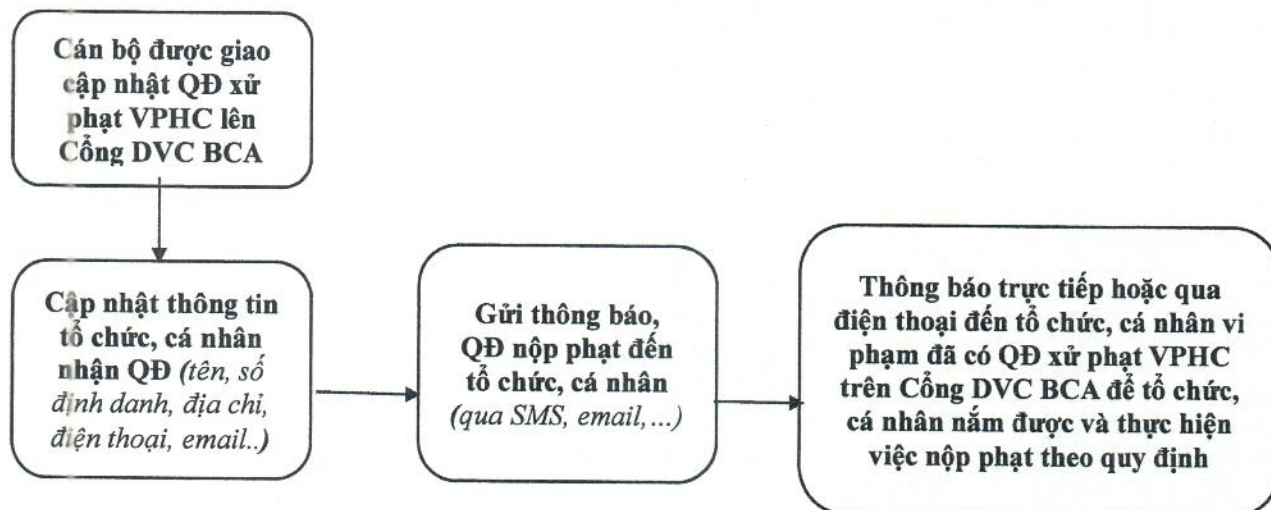 Cán bộ được giao
cập nhật QĐ xử
phạt VPHC lên
Cổng DVC BCA
Cập nhật thông tin
tổ chức, cá nhân
nhận QĐ (tên, số
định danh, địa chỉ,
điện thoại, email..)
Gửi thông báo,
QĐ nộp phạt đến
tổ chức, cá nhân
(qua SMS, email,...)
Thông báo trực tiếp hoặc qua
điện thoại đến tổ chức, cá nhân vi
phạm đã có QĐ xử phạt VPHC
trên Cổng DVC BCA để tổ chức,
cá nhân nắm được và thực hiện
việc nộp phạt theo quy định